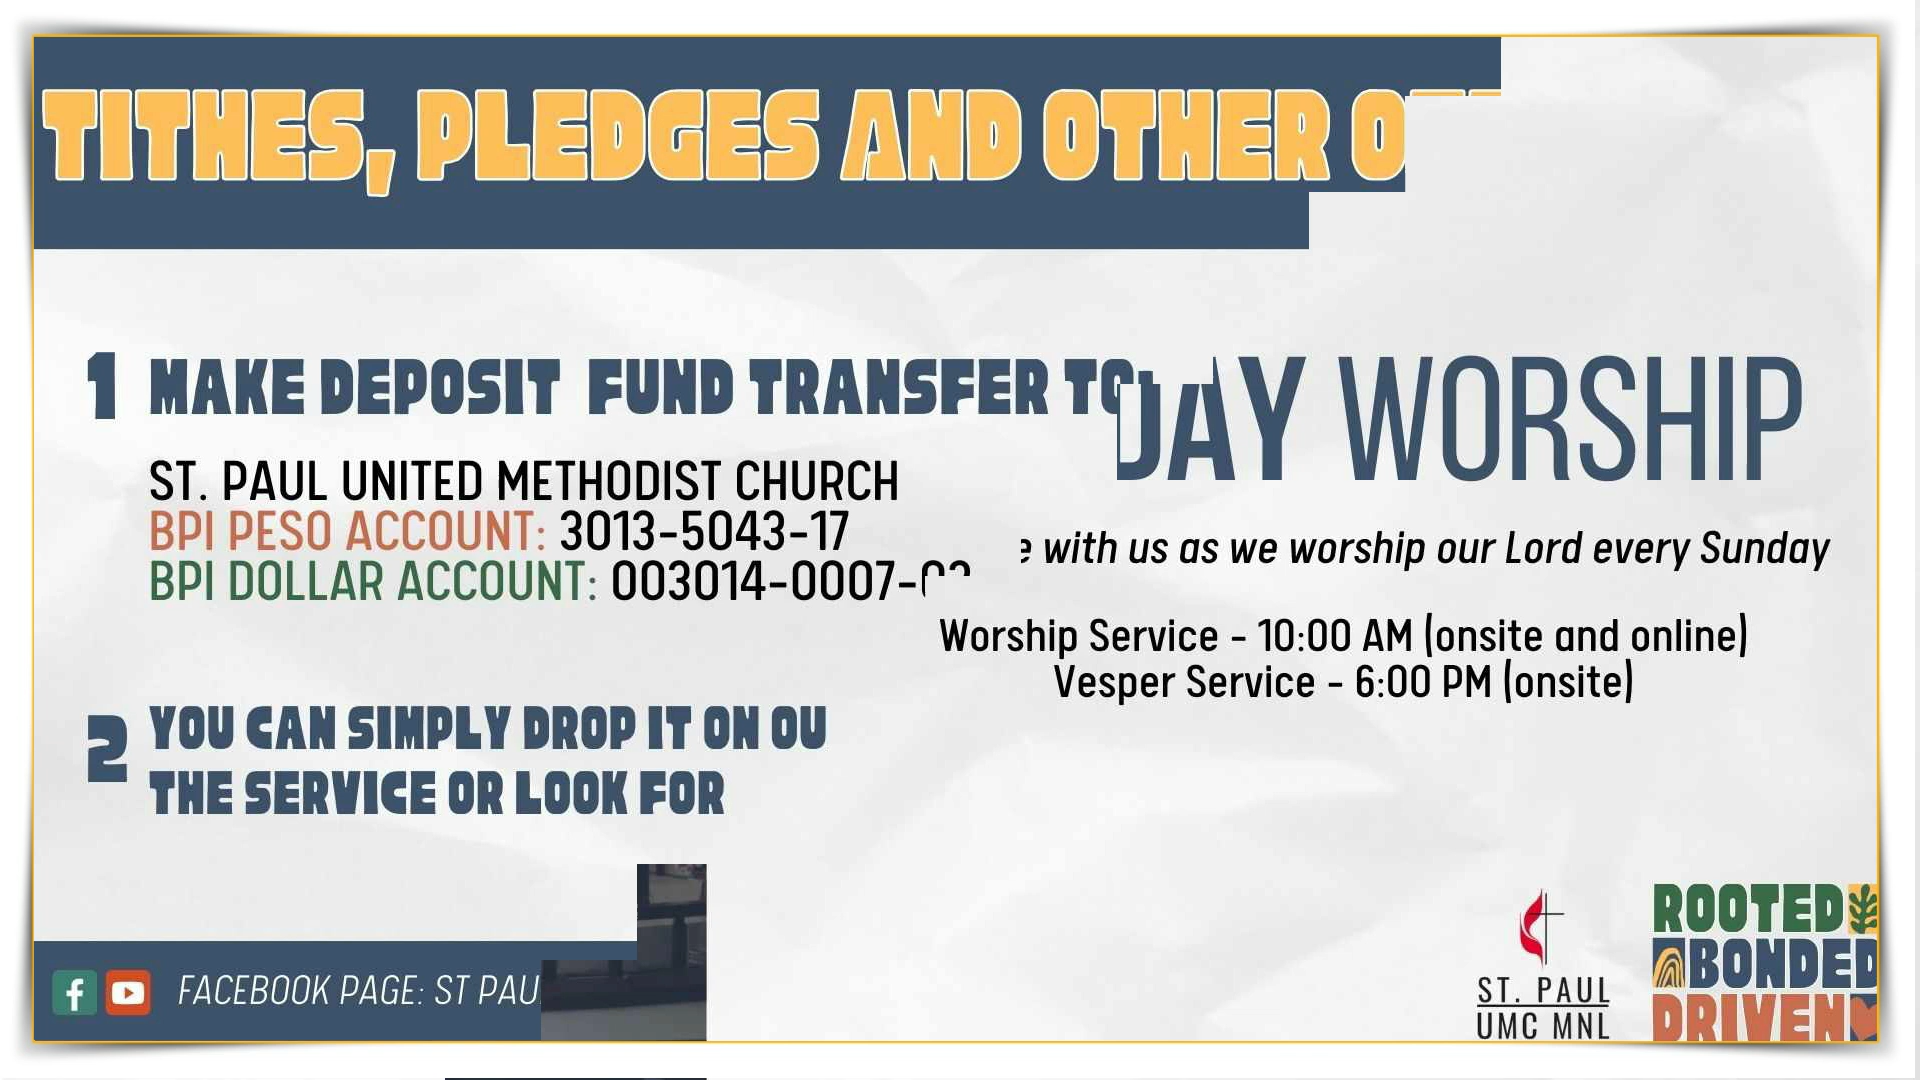 TITHES, PLEDGES AND OTHER
1 MAKE DEPOSIT FUND TRANSFER TO:
ST. PAUL UNITED METHODIST CHURCH
BPI PESO ACCOUNT: 3013-5043-17
BPI DOLLAR ACCOUNT: 003014-0007-
2 YOU CAN SIMPLY DROP IT ON
THE SERVICE OR LOOK FOR
FACEBOOK PAGE: ST
DAY WORSHIP
with us as we worship our Lord every Sunday
Worship Service - 10:00 AM (onsite and online)
Vesper Service - 6:00 PM (onsite)
ST. PAUL
UMC MNL
ROOTED
BONDED
DRIVEN